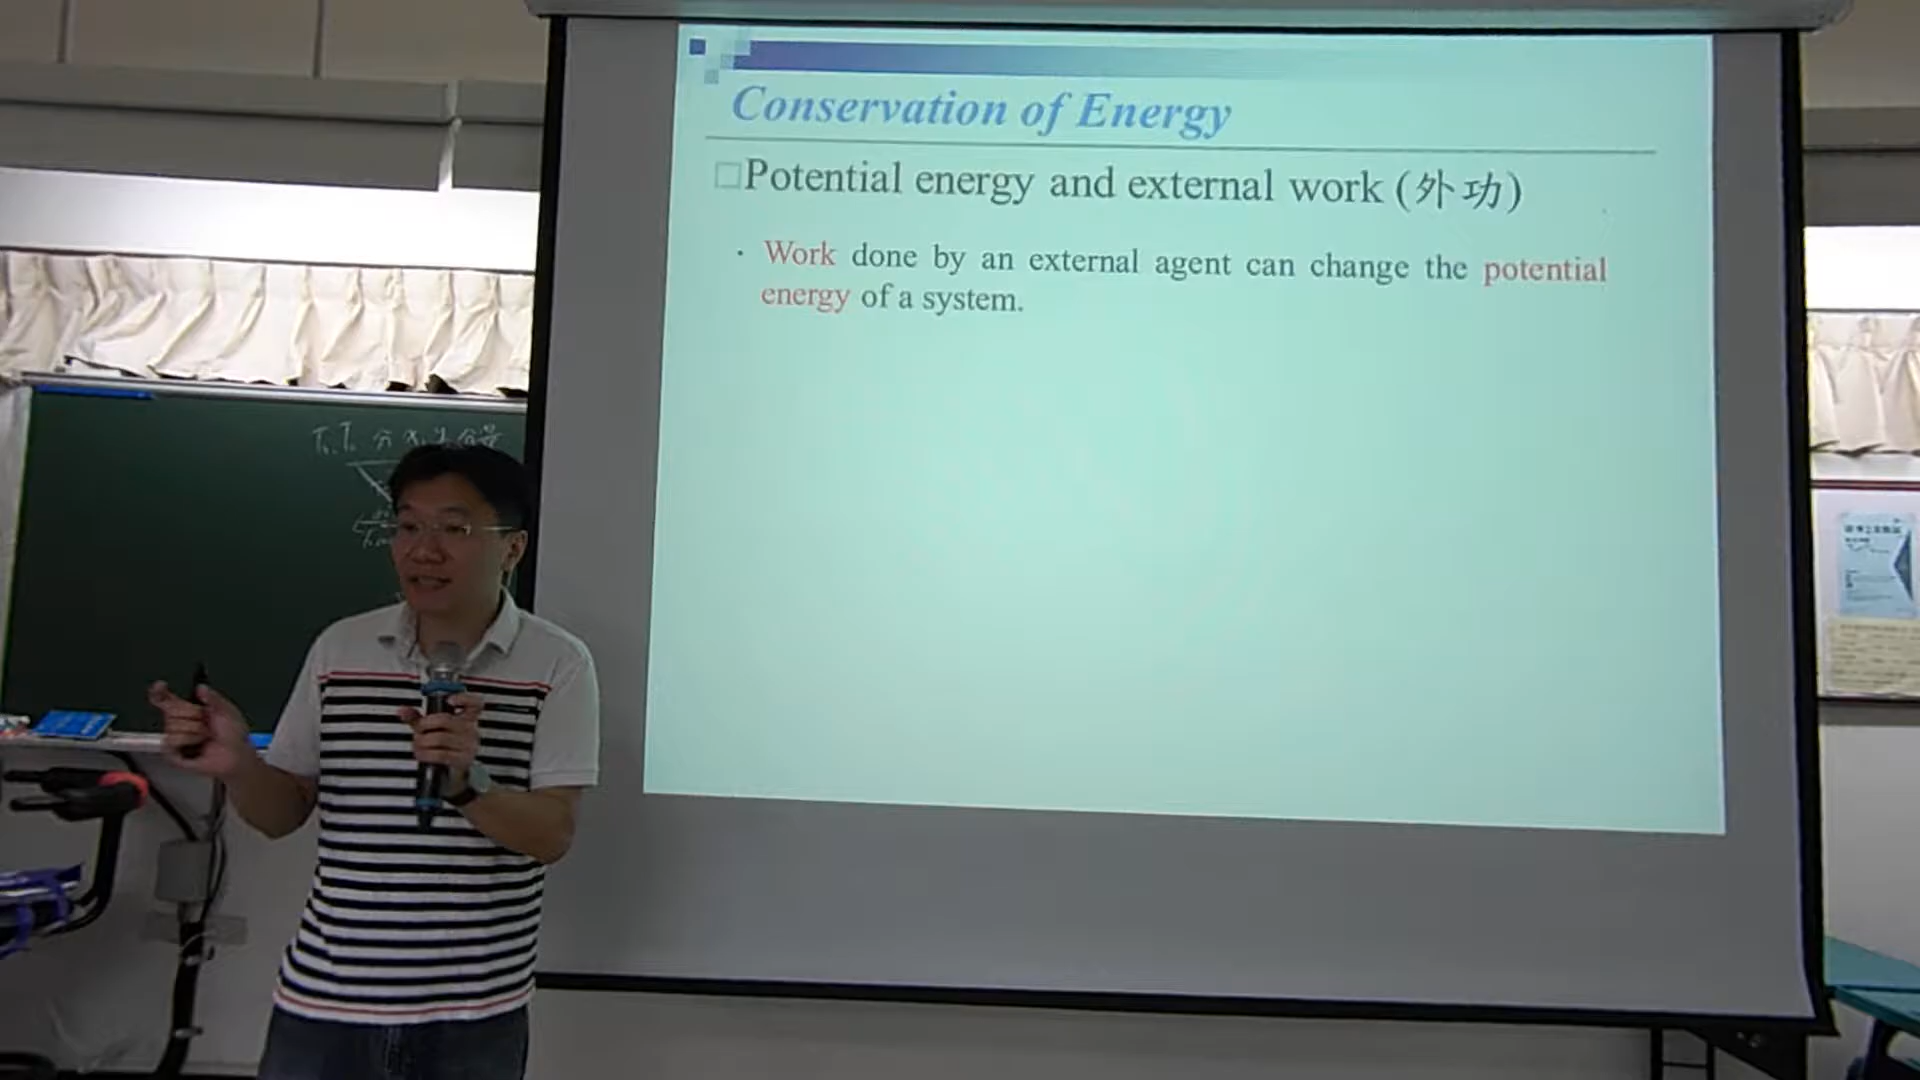 Conservation of Energy
Potential energy and external work (外功)
· Work done by an external agent can change the potential
energy of a system.